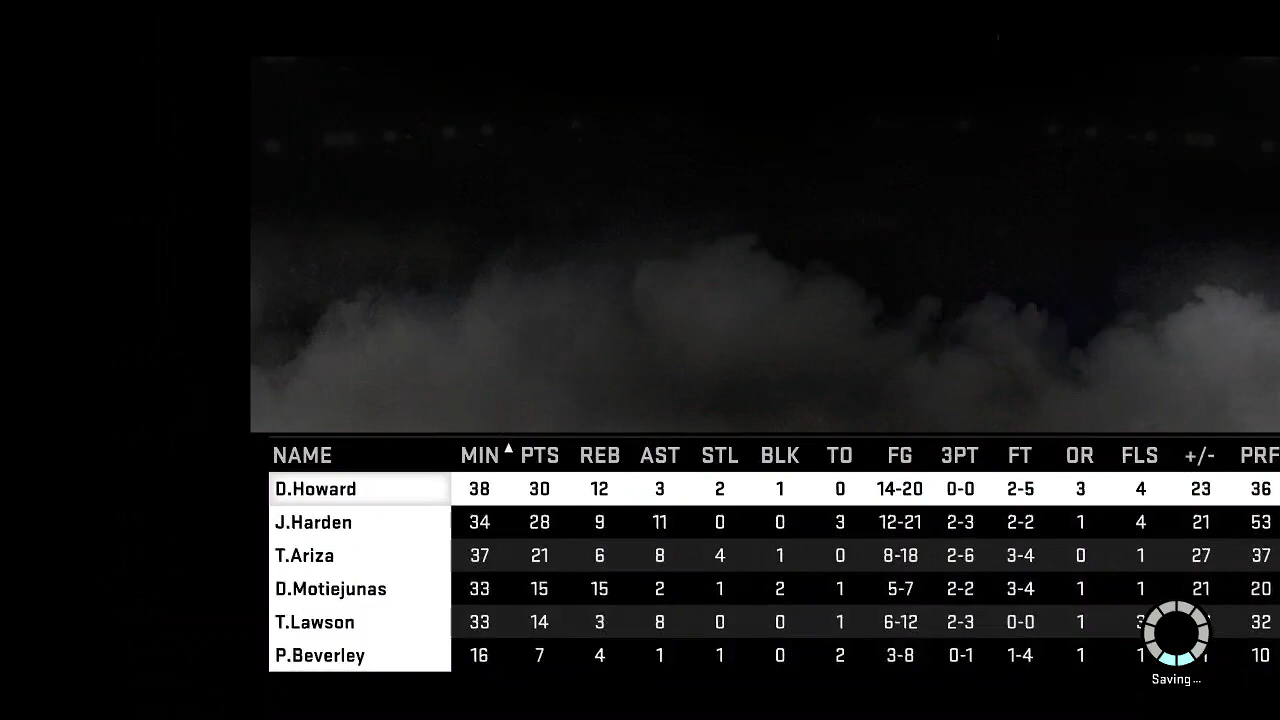 NAME MIN PTS REB AST STL BLK TO FG 3PT FT OR FLS +/- PRF
D.Howard 38 30 12 3 2 1 0 14-20 0-0 2-5 3 4 23 36
J.Harden 34 28 9 11 0 0 3 12-21 2-3 2-2 1 4 21 53
T.Ariza 37 21 6 8 4 1 0 8-18 2-6 3-4 0 1 27 37
D.Motiejunas 33 15 15 2 1 2 1 5-7 2-2 3-4 1 1 21 20
T.Lawson 33 14 3 8 0 0 1 6-12 2-3 0-0 1 32
P.Beverley 16 7 4 1 1 0 2 3-8 0-1 1-4 1 1 10
Saving...